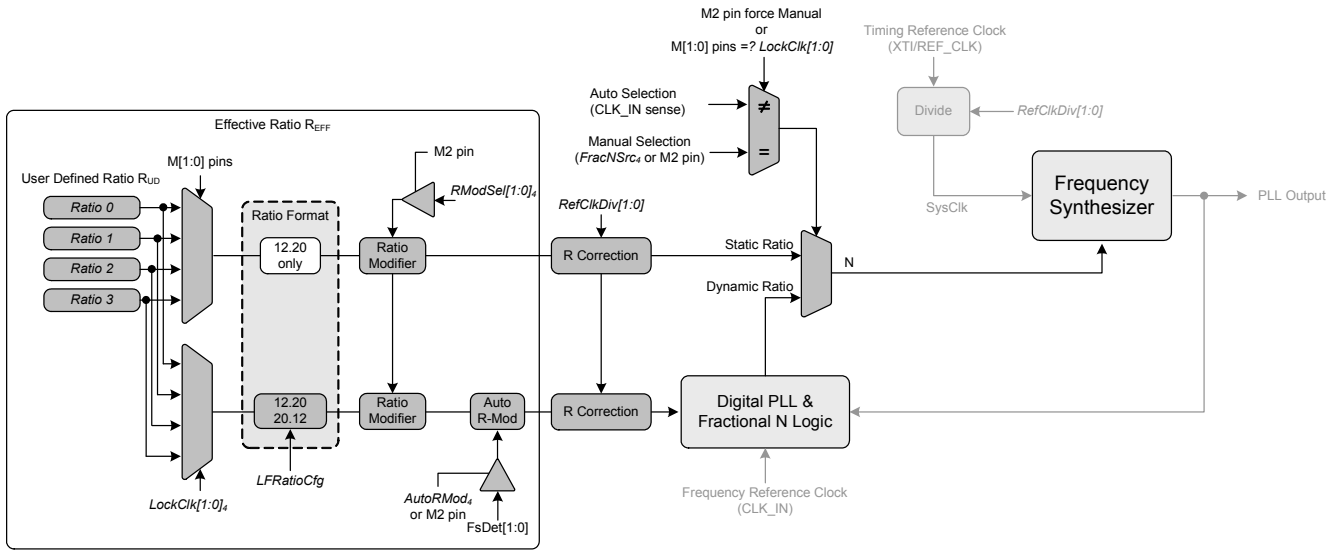 M2 pin force Manual
or
M[1:0] pins =? LockClk[1:0]
Timing Reference Clock
(XTI/REF_CLK)
Auto Selection
(CLK_IN sense)
≠
Divide
RefClkDiv[1:0]
Effective Ratio REFF
Manual Selection
(FracNSrc4 or M2 pin)
=
M[1:0] pins
M2 pin
User Defined Ratio RUD
RModSel[1:0]4
Frequency
Synthesizer
PLL Output
SysClk
Ratio 0
Ratio 1
Ratio 2
Ratio 3
Ratio Format
12.20
only
Ratio
Modifier
RefClkDiv[1:0]
R Correction
Static Ratio
N
Dynamic Ratio
12.20
20.12
Ratio
Modifier
Auto
R-Mod
R Correction
Digital PLL &
Fractional N Logic
LockClk[1:0]4
LFRatioCfg
AutoRMod4
or M2 pin
FsDet[1:0]
Frequency Reference Clock
(CLK_IN)